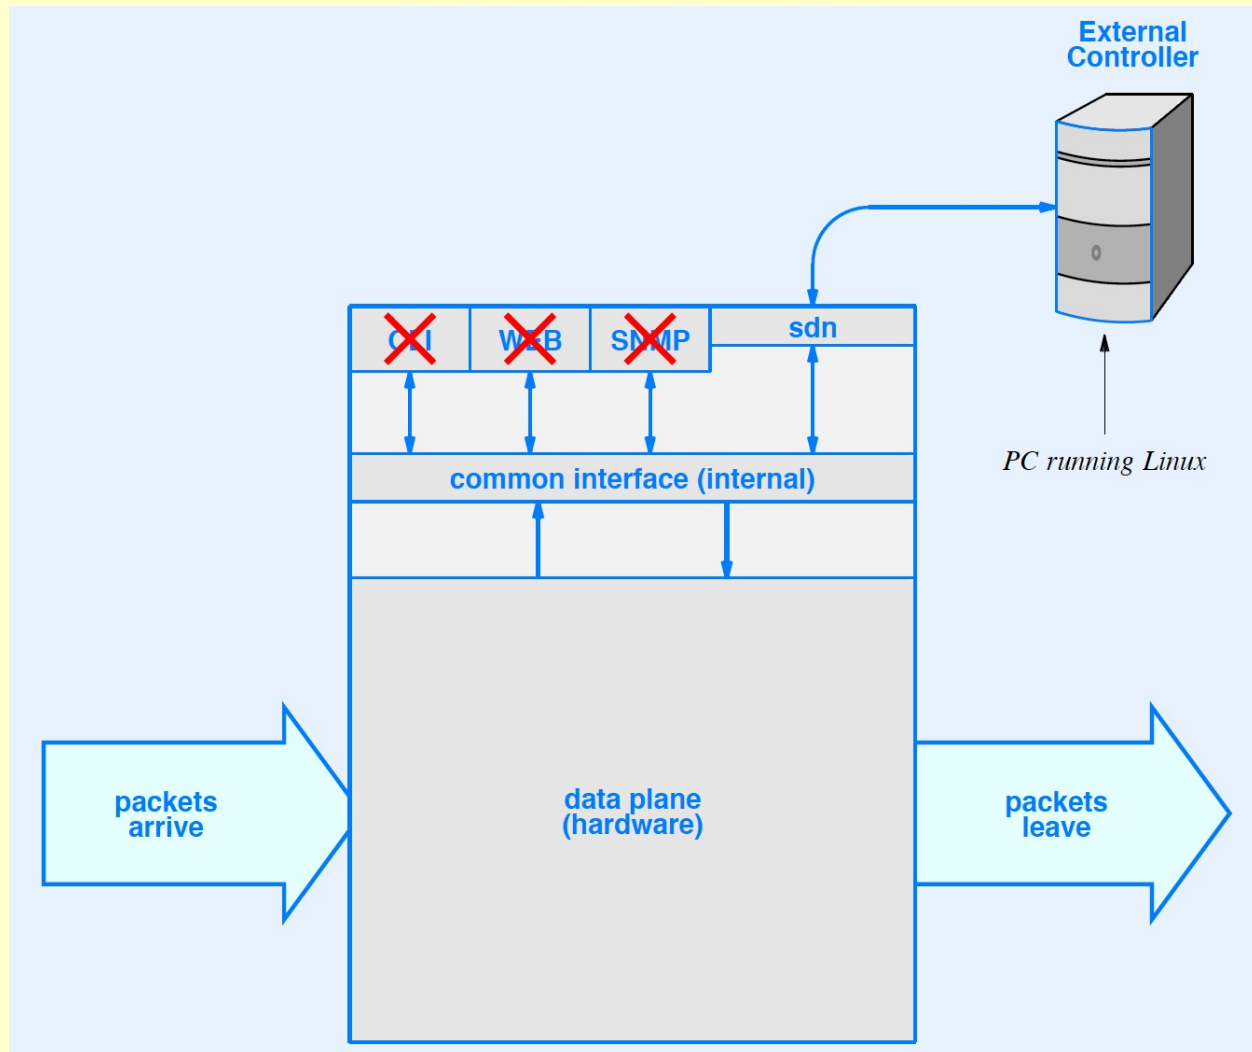 External
Controller
CLI
WEB
SNMP
sdn
PC running Linux
common interface (internal)
packets
arrive
data plane
(hardware)
packets
leave